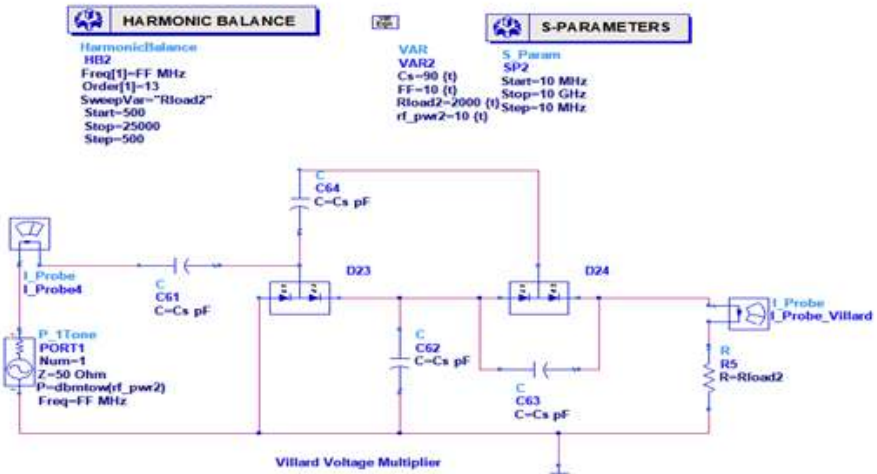 HARMONIC BALANCE
HarmonicBalance
HB2
Freq[1]=FF MHz
Order[1]=13
SweepVar="Rload2"
Start=500
Stop=25000
Step=500
VAR
VAR2
Cs=90 {t}
FF=10 {t}
Rload2=2000 {t}
rf_pwr2=10 {t}
S-PARAMETERS
S_Param
SP2
Start=10 MHz
Stop=10 GHz
Step=10 MHz
C
C64
C=Cs pF
I_Probe
I_Probe4
C
C61
C=Cs pF
D23
D24
I_Probe
I_Probe_Villard
P_1Tone
PORT1
Num=1
Z=50 Ohm
P=dbmtow(rf_pwr2)
Freq=FF MHz
C
C62
C=Cs pF
C
C63
C=Cs pF
R
R5
R=Rload2
Villard Voltage Multiplier